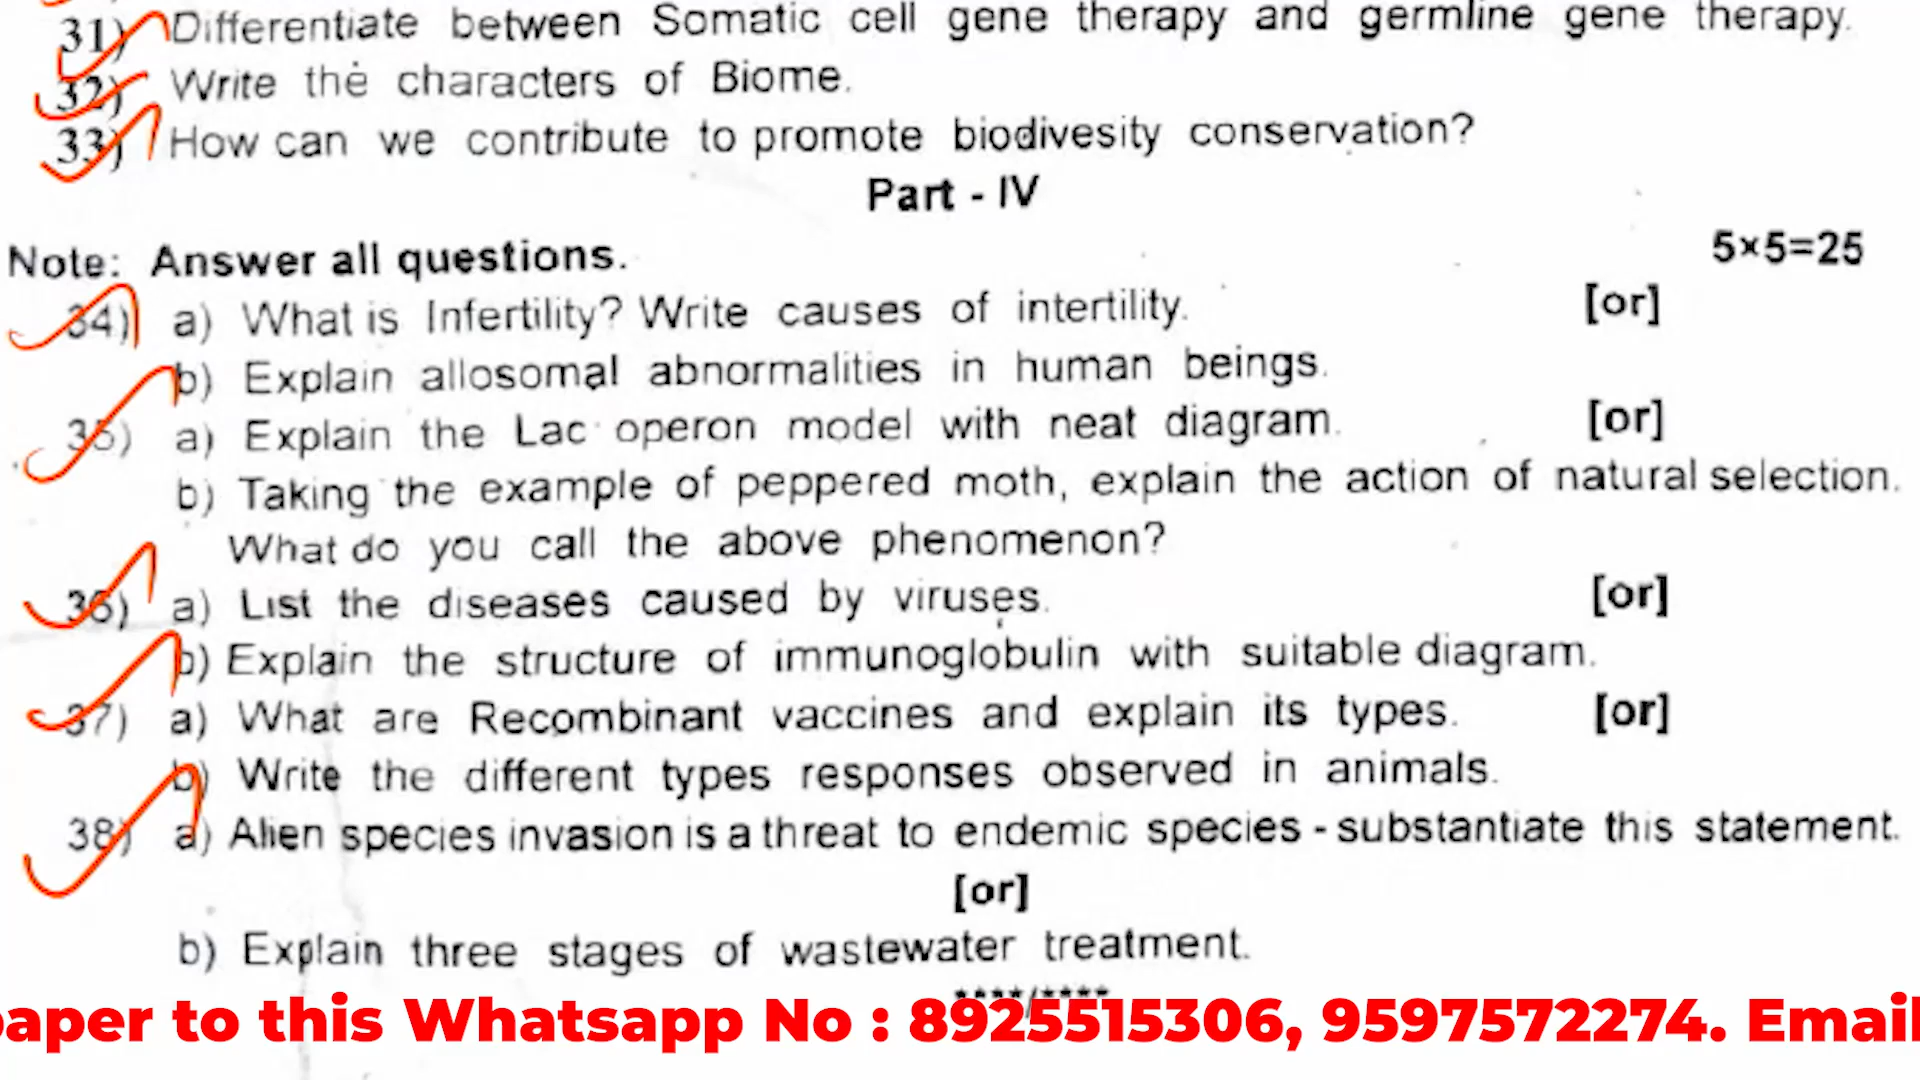 31) Differentiate between Somatic cell gene therapy and germline gene therapy.
32) Write the characters of Biome.
33) How can we contribute to promote biodivesity conservation?
Part - IV
Note: Answer all questions. 5×5=25
34) a) What is Infertility? Write causes of intertility. [or]
b) Explain allosomal abnormalities in human beings.
35) a) Explain the Lac operon model with neat diagram. [or]
b) Taking the example of peppered moth, explain the action of natural selection.
What do you call the above phenomenon?
36) a) List the diseases caused by viruses. [or]
b) Explain the structure of immunoglobulin with suitable diagram.
37) a) What are Recombinant vaccines and explain its types. [or]
b) Write the different types responses observed in animals.
38) a) Alien species invasion is a threat to endemic species - substantiate this statement.
[or]
b) Explain three stages of wastewater treatment.
****/****
paper to this Whatsapp No : 8925515306, 9597572274. Email